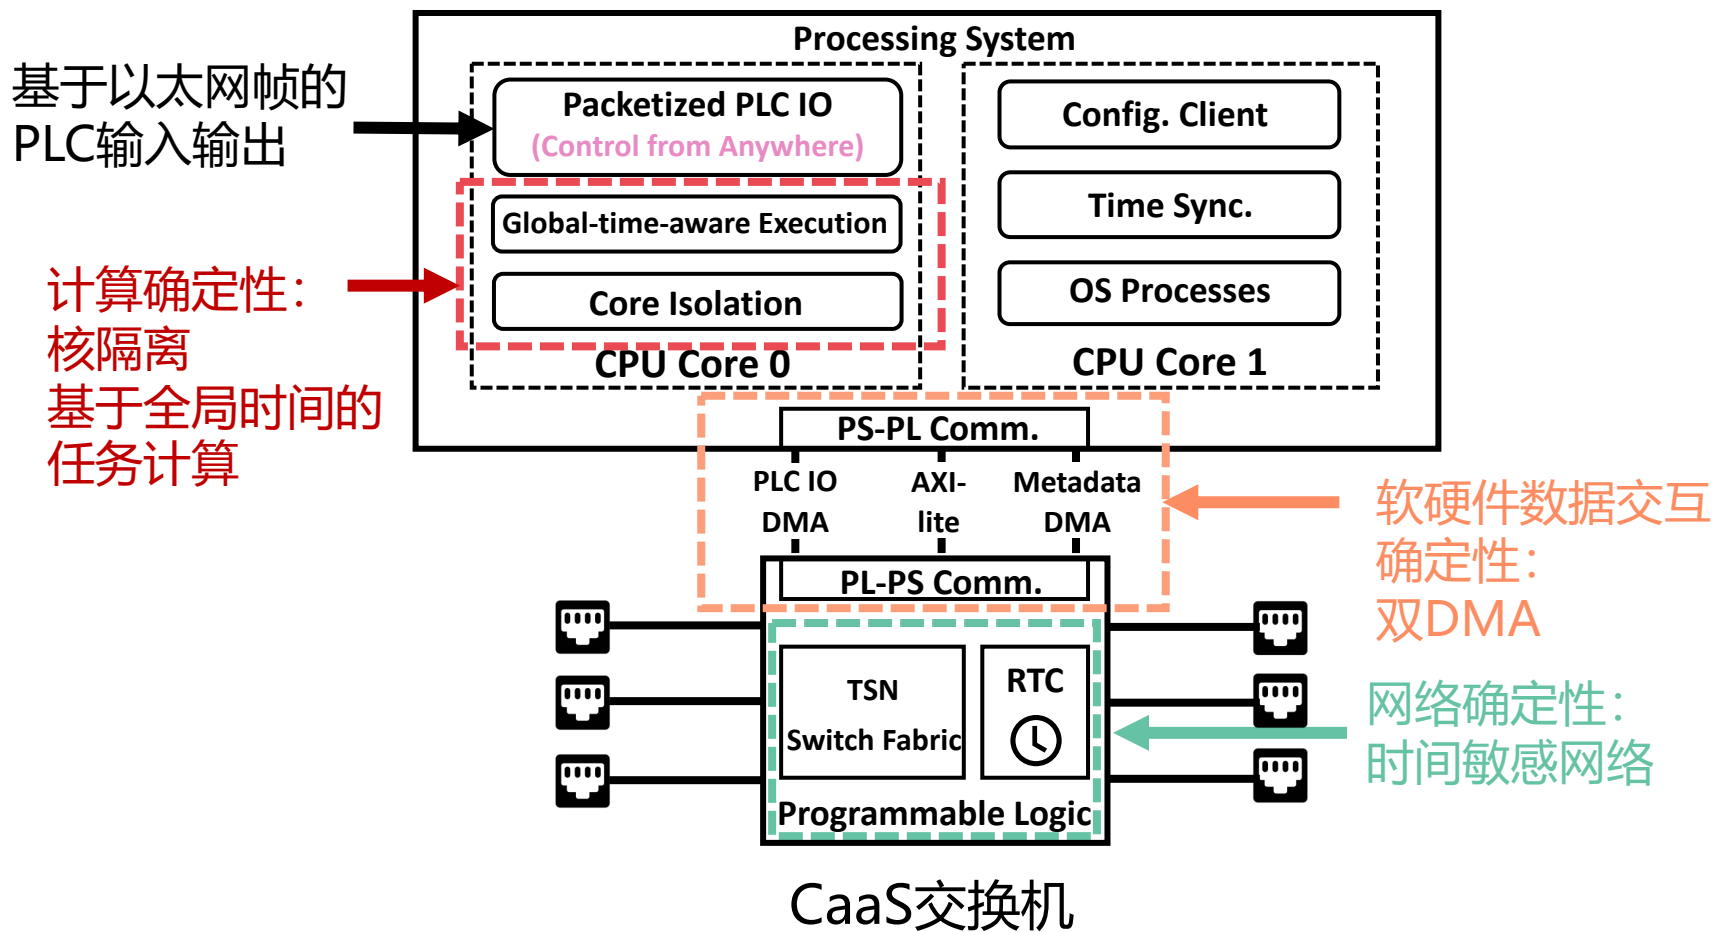 Processing System
基于以太网帧的
PLC输入输出
Packetized PLC IO
(Control from Anywhere)
Global-time-aware Execution
Core Isolation
CPU Core 0
Config. Client
Time Sync.
OS Processes
CPU Core 1
计算确定性：
核隔离
基于全局时间的
任务计算
PS-PL Comm.
PLC IO
DMA
AXI-
lite
Metadata
DMA
PL-PS Comm.
软硬件数据交互
确定性：
双DMA
TSN
Switch Fabric
RTC
Programmable Logic
网络确定性：
时间敏感网络
CaaS交换机